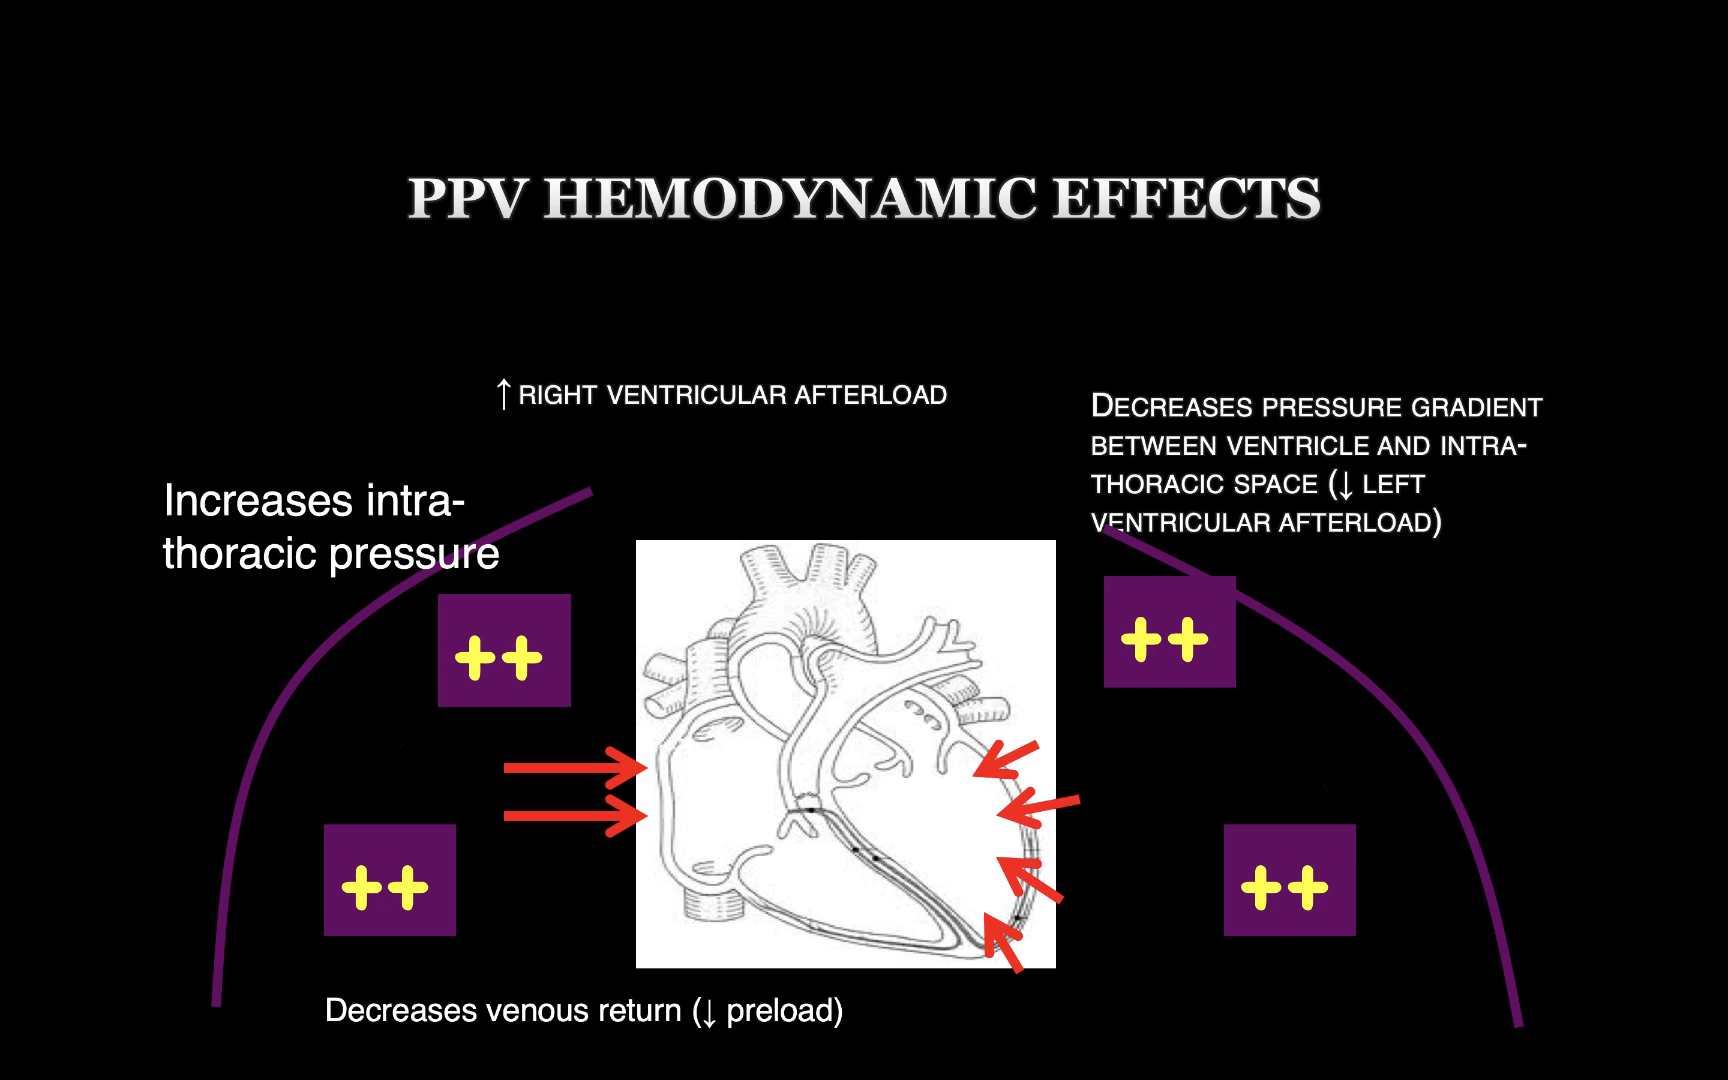 PPV HEMODYNAMIC EFFECTS
↑ RIGHT VENTRICULAR AFTERLOAD
DECREASES PRESSURE GRADIENT
BETWEEN VENTRICLE AND INTRA-
THORACIC SPACE (↓ LEFT
VENTRICULAR AFTERLOAD)
Increases intra-
thoracic pressure
++
++
++
++
Decreases venous return (↓ preload)